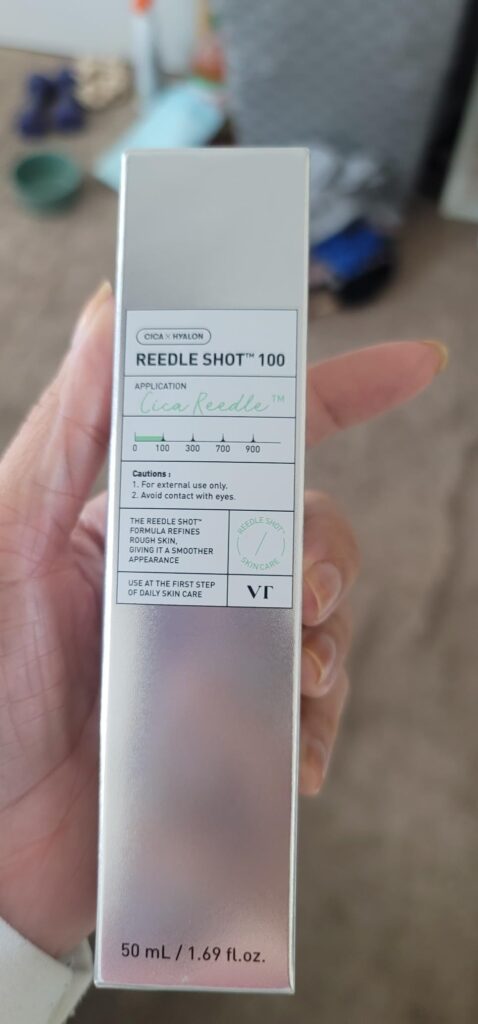 CICA × HYALON
REEDLE SHOT™ 100
APPLICATION
Cica Reedle™
0 100 300 700 900
Cautions :
1. For external use only.
2. Avoid contact with eyes.
THE REEDLE SHOT™
FORMULA REFINES
ROUGH SKIN,
GIVING IT A SMOOTHER
APPEARANCE
REEDLE SHOT™
SKINCARE
USE AT THE FIRST STEP
OF DAILY SKIN CARE
VT
50 mL / 1.69 fl.oz.